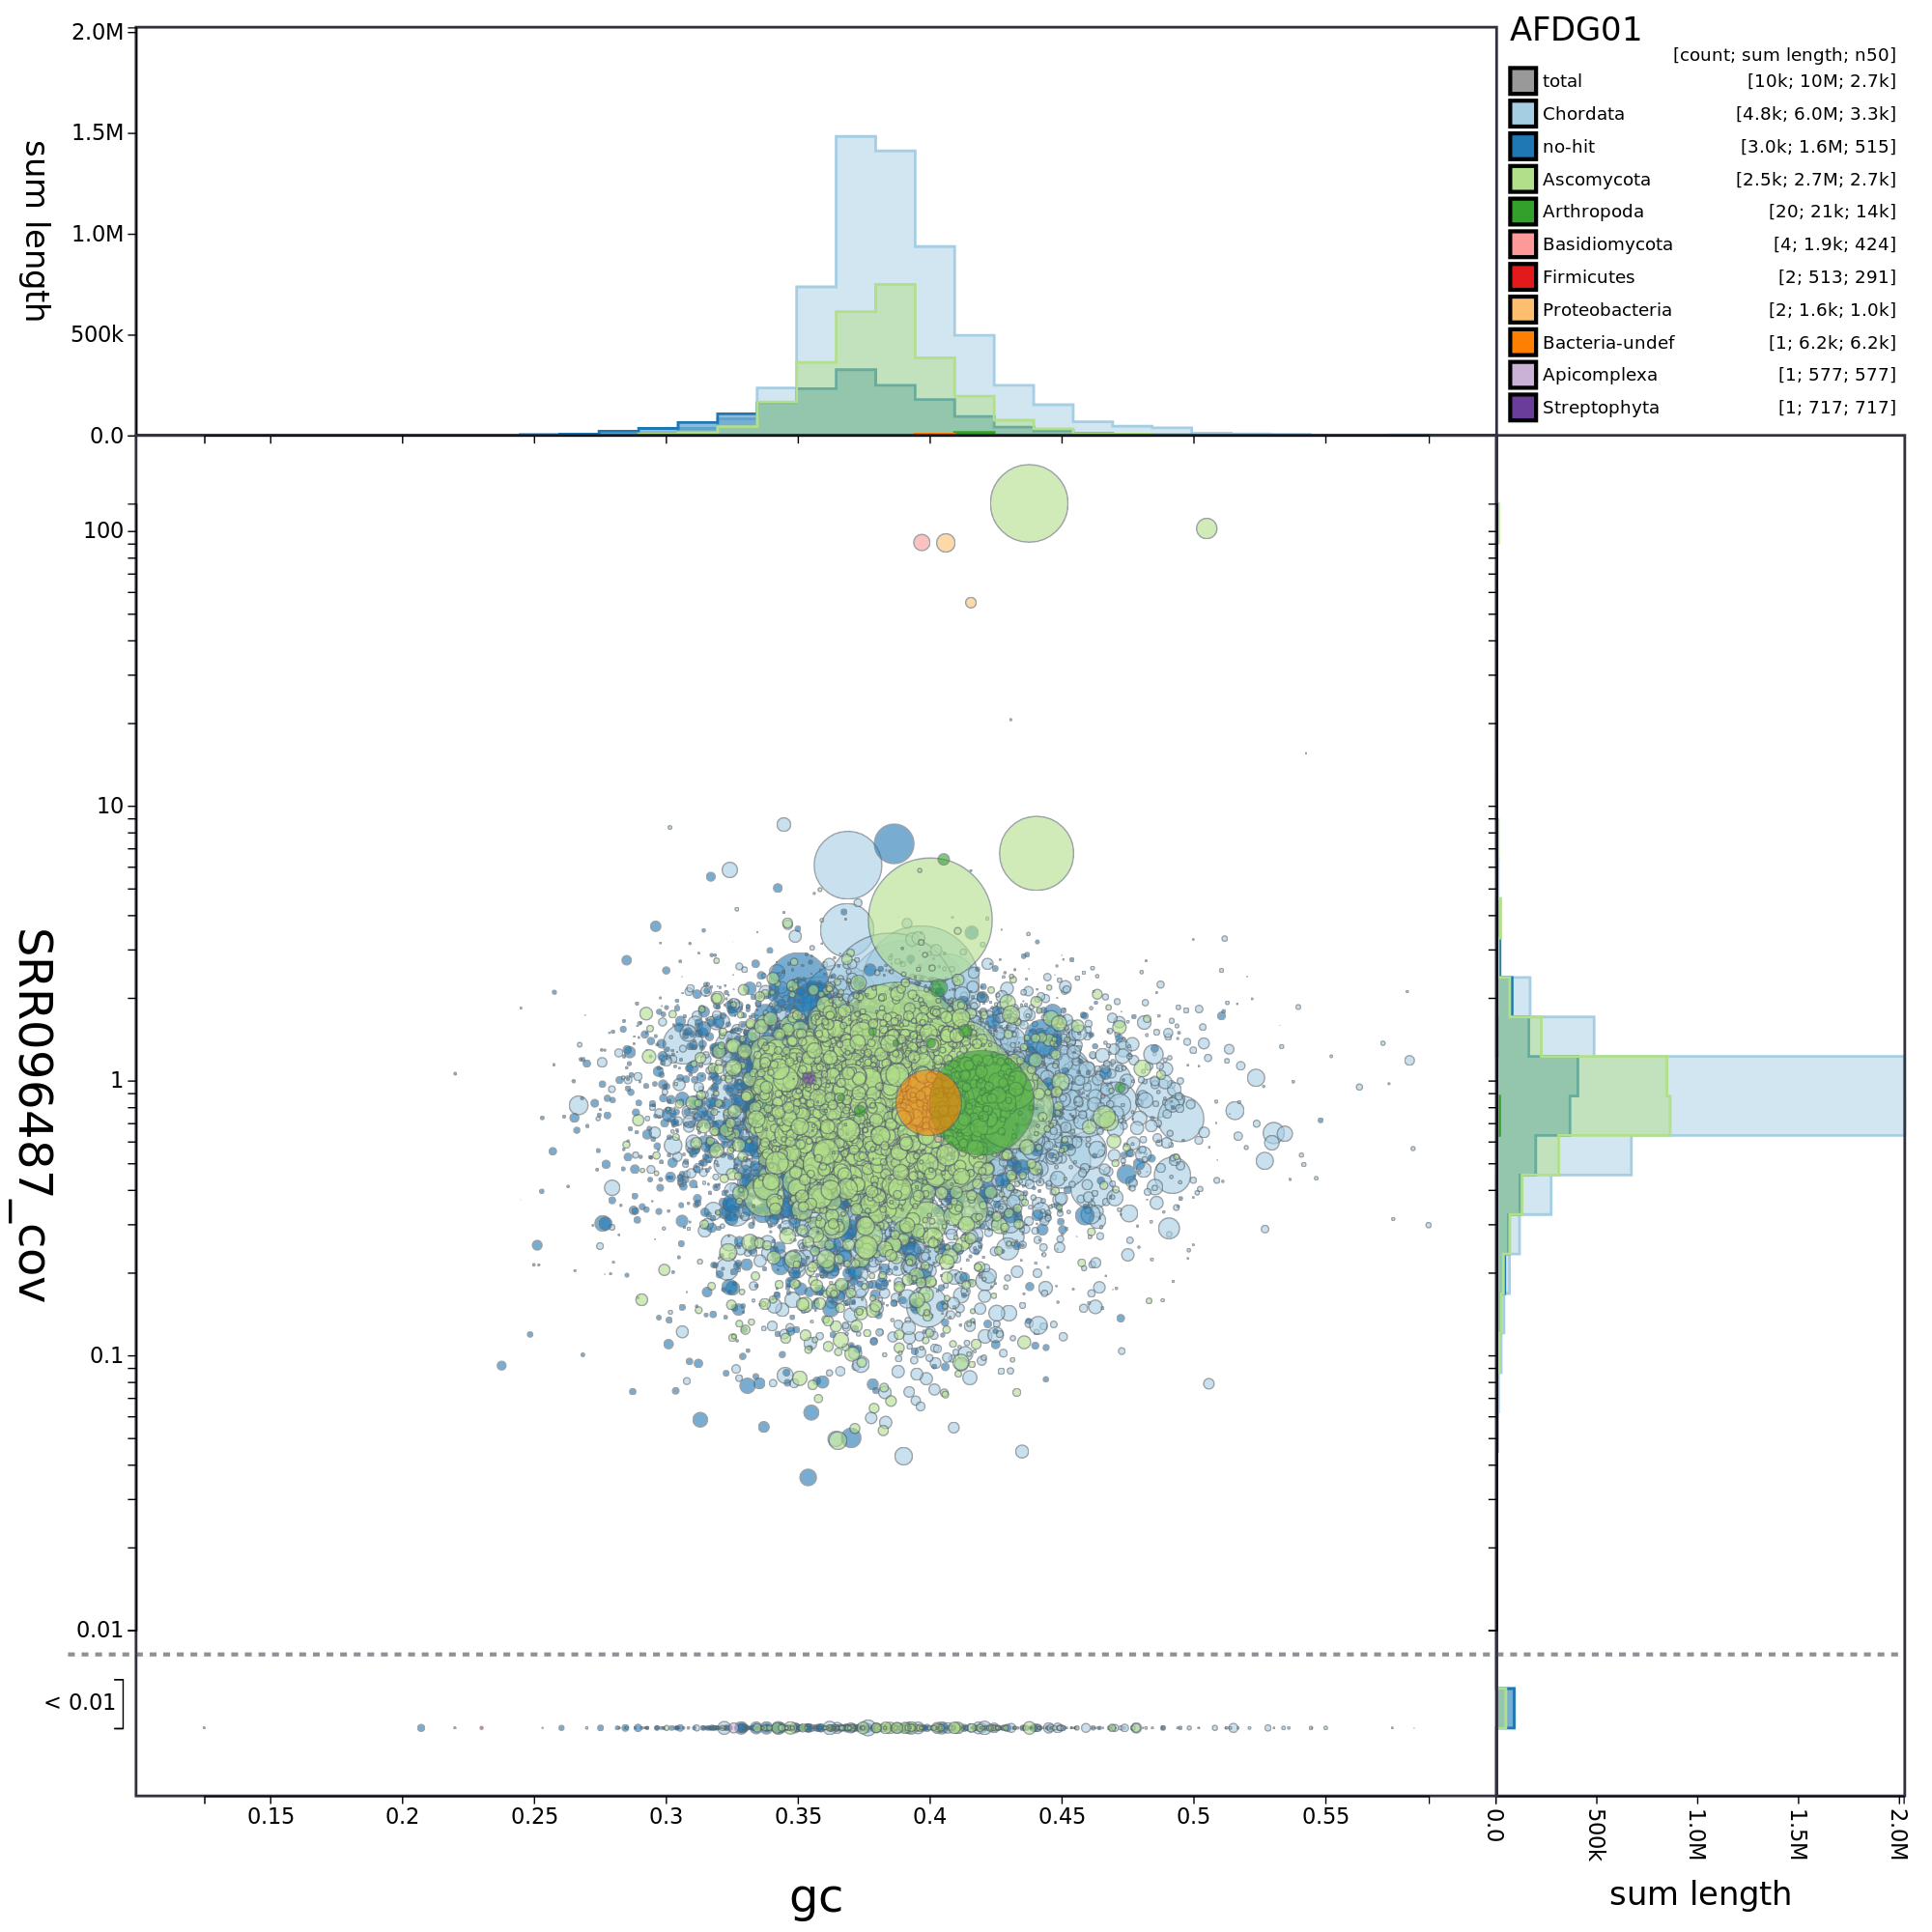 AFDG01
[count; sum length; n50]
total [10k; 10M; 2.7k]
Chordata [4.8k; 6.0M; 3.3k]
no-hit [3.0k; 1.6M; 515]
Ascomycota [2.5k; 2.7M; 2.7k]
Arthropoda [20; 21k; 14k]
Basidiomycota [4; 1.9k; 424]
Firmicutes [2; 513; 291]
Proteobacteria [2; 1.6k; 1.0k]
Bacteria-undef [1; 6.2k; 6.2k]
Apicomplexa [1; 577; 577]
Streptophyta [1; 717; 717]
sum length
2.0M
1.5M
1.0M
500k
0.0
SRR096487_cov
100
10
1
0.1
0.01
< 0.01
0.15 0.2 0.25 0.3 0.35 0.4 0.45 0.5 0.55
gc
0.0 500k 1.0M 1.5M 2.0M
sum length